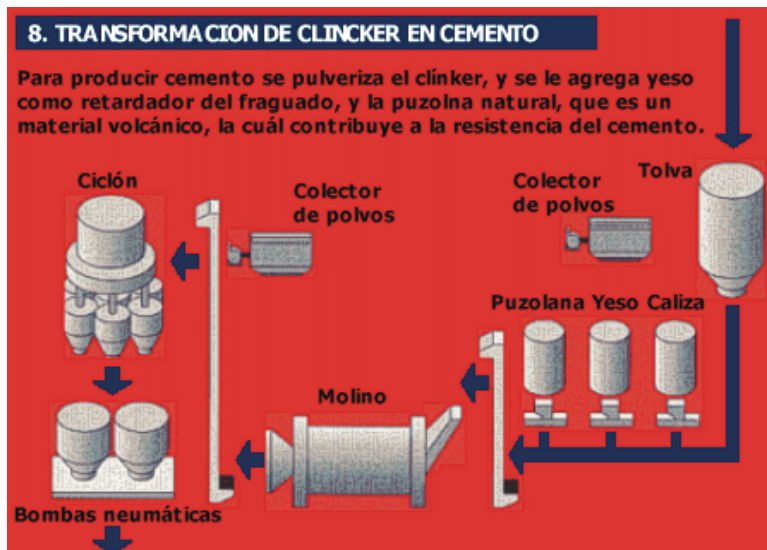 8. TRANSFORMACION DE CLINCKER EN CEMENTO
Para producir cemento se pulveriza el clínker, y se le agrega yeso
como retardador del fraguado, y la puzolna natural, que es un
material volcánico, la cuál contribuye a la resistencia del cemento.
Ciclón
Colector
de polvos
Colector
de polvos
Tolva
Puzolana Yeso Caliza
Molino
Bombas neumáticas